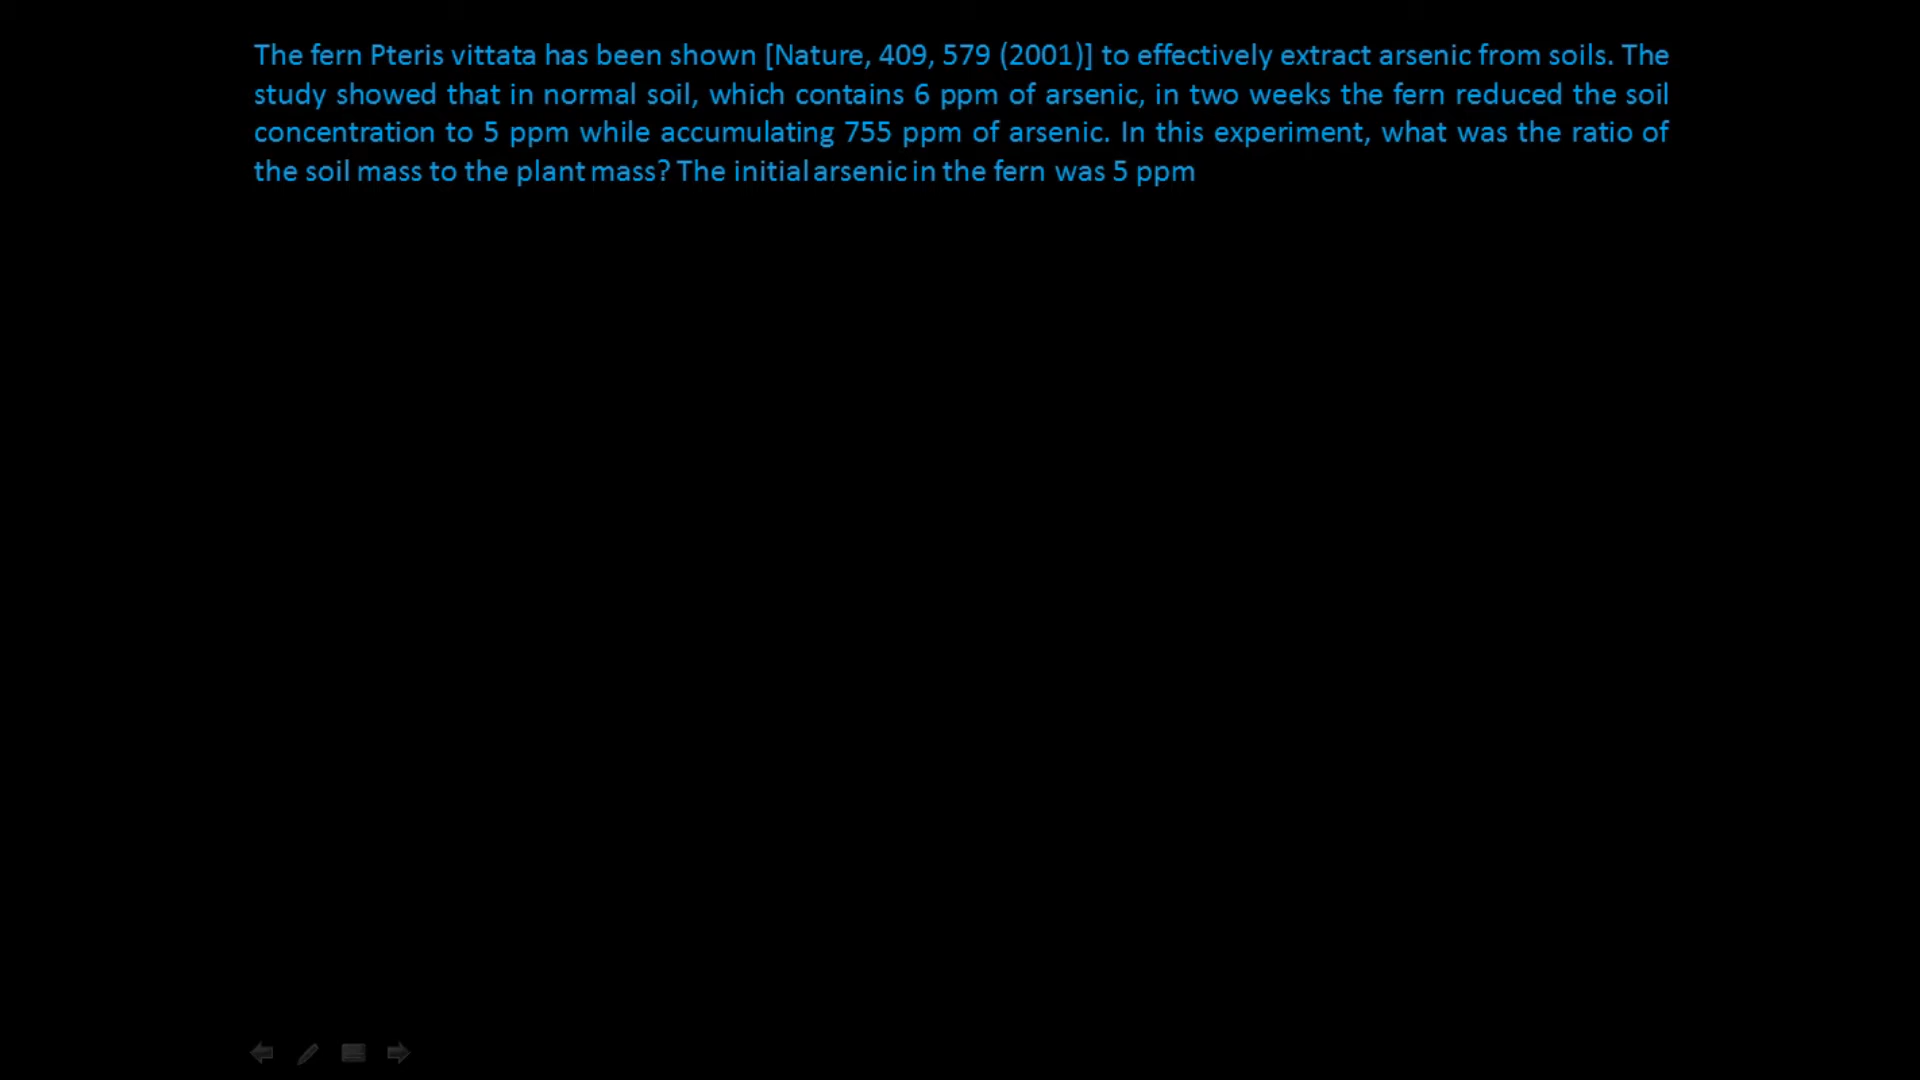 The fern Pteris vittata has been shown [Nature, 409, 579 (2001)] to effectively extract arsenic from soils. The
study showed that in normal soil, which contains 6 ppm of arsenic, in two weeks the fern reduced the soil
concentration to 5 ppm while accumulating 755 ppm of arsenic. In this experiment, what was the ratio of
the soil mass to the plant mass? The initial arsenic in the fern was 5 ppm